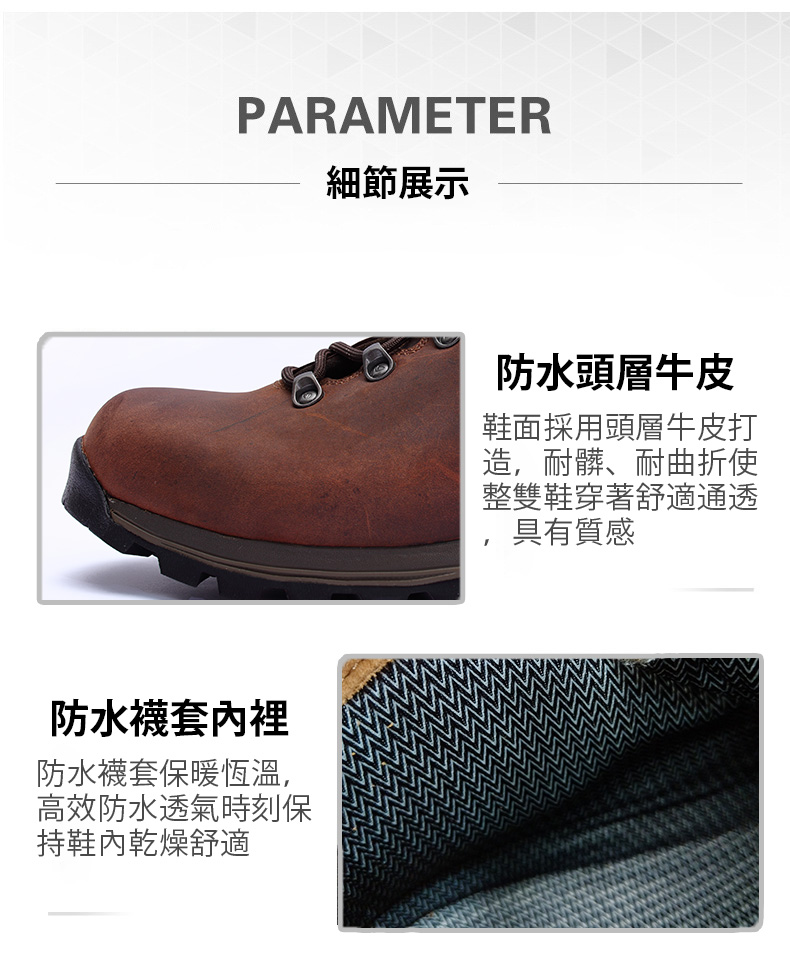 PARAMETER
細節展示
防水頭層牛皮
鞋面採用頭層牛皮打
造，耐髒、耐曲折使
整雙鞋穿著舒適通透
，具有質感
防水襪套內裡
防水襪套保暖恆溫，
高效防水透氣時刻保
持鞋內乾燥舒適